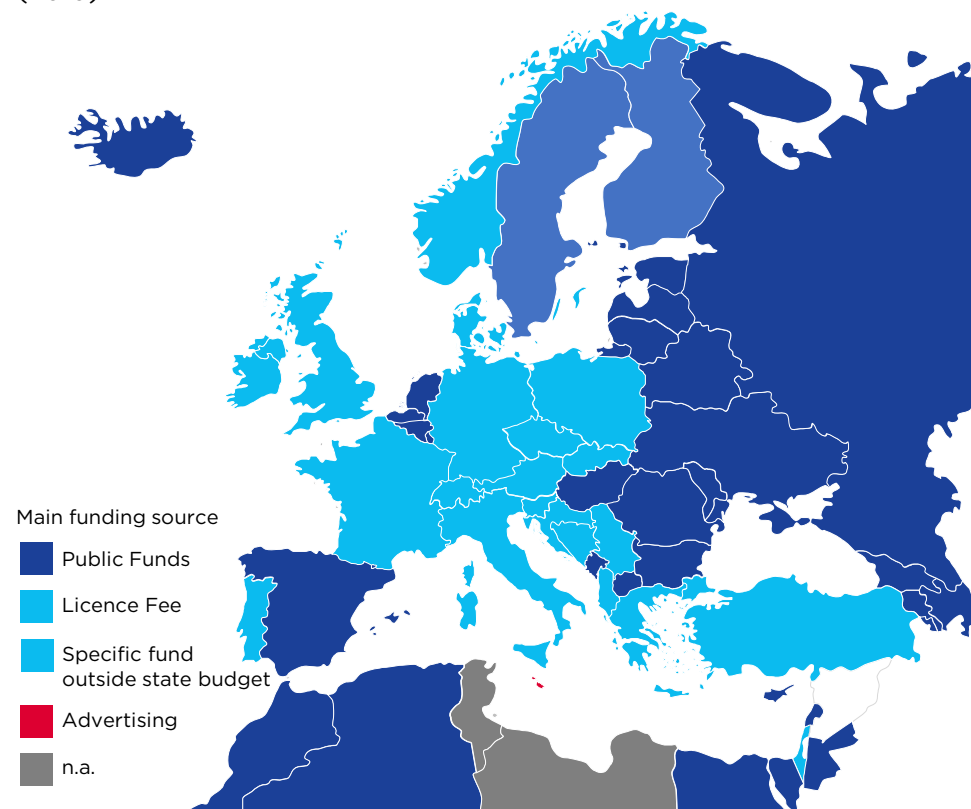 Main funding source
Public Funds
Licence Fee
Specific fund
outside state budget
Advertising
n.a.